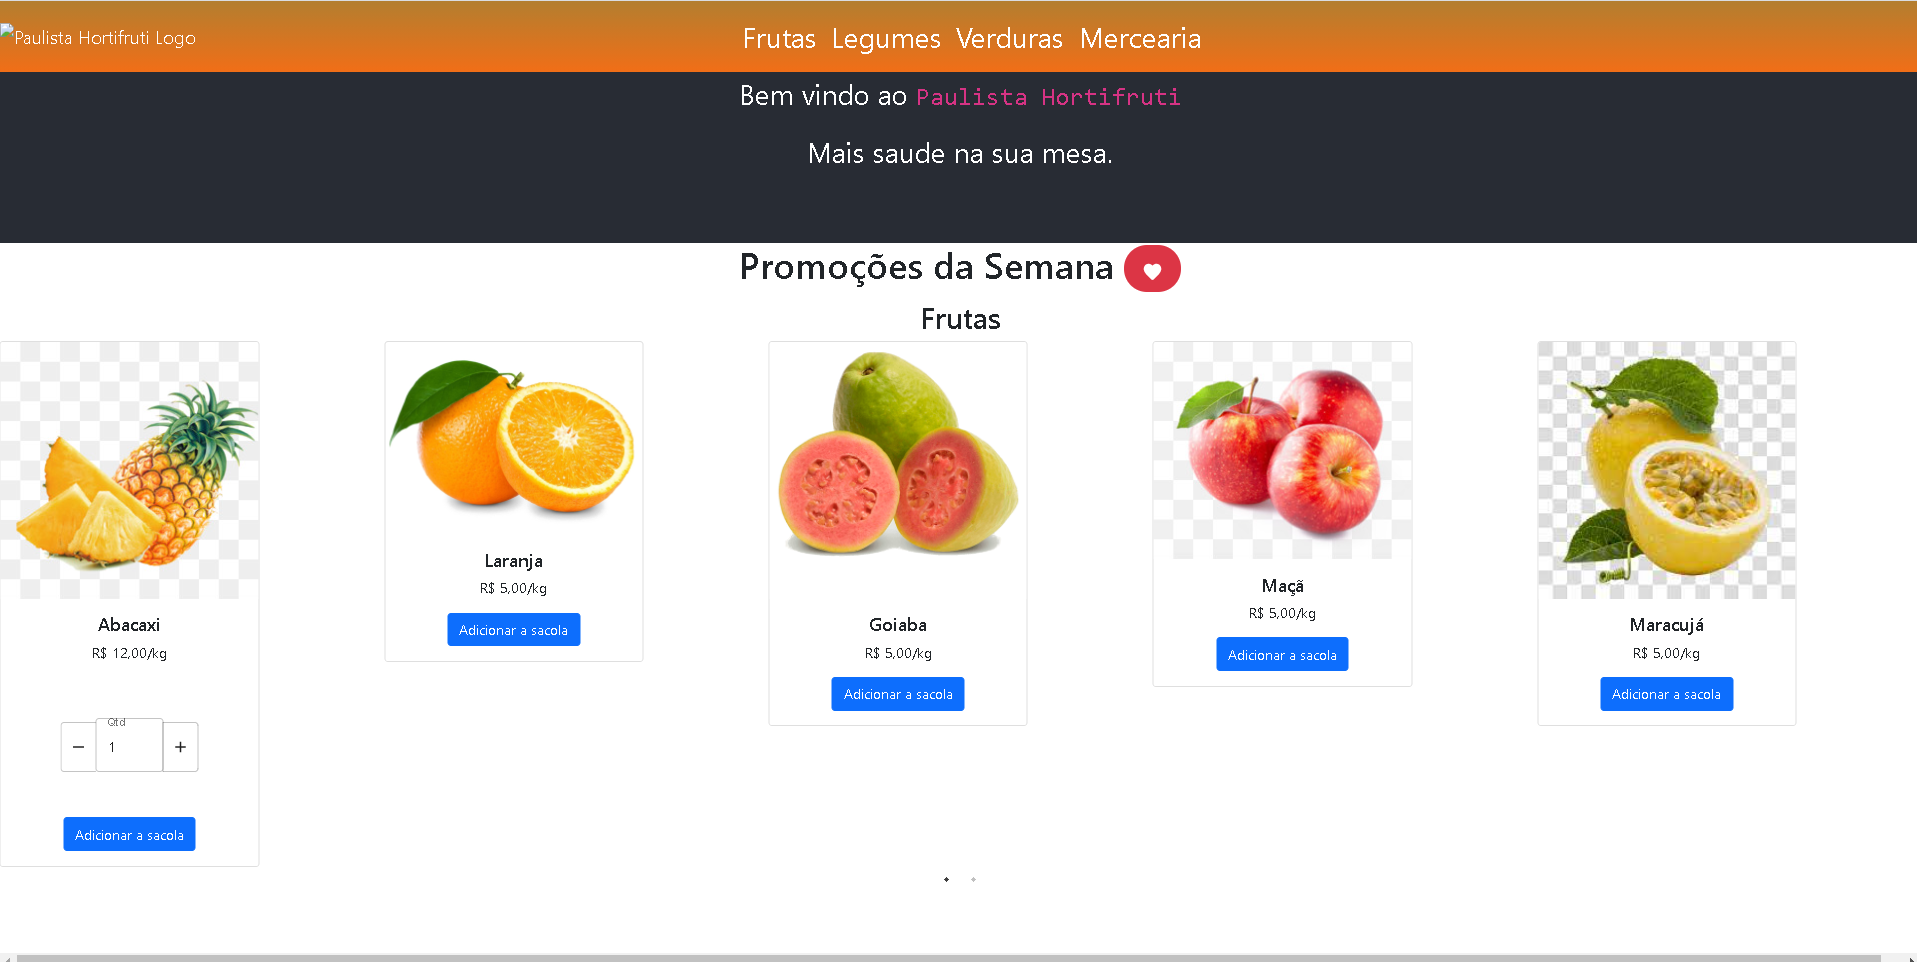 Paulista Hortifruti Logo
Frutas Legumes Verduras Mercearia
Bem vindo ao Paulista Hortifruti
Mais saude na sua mesa.
Promoções da Semana
Frutas
Abacaxi
R$ 12,00/kg
Qtd
1
Adicionar a sacola
Laranja
R$ 5,00/kg
Adicionar a sacola
Goiaba
R$ 5,00/kg
Adicionar a sacola
Maçã
R$ 5,00/kg
Adicionar a sacola
Maracujá
R$ 5,00/kg
Adicionar a sacola